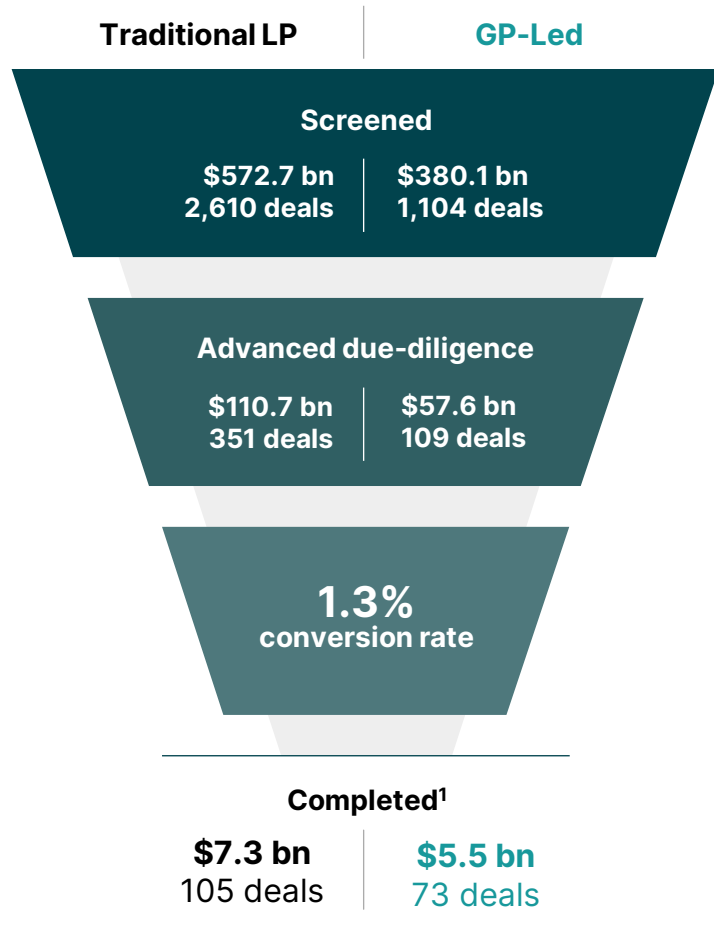 Traditional LP
GP-Led
Screened
$572.7 bn
2,610 deals
$380.1 bn
1,104 deals
Advanced due-diligence
$110.7 bn
351 deals
$57.6 bn
109 deals
1.3%
conversion rate
Completed¹
$7.3 bn
105 deals
$5.5 bn
73 deals